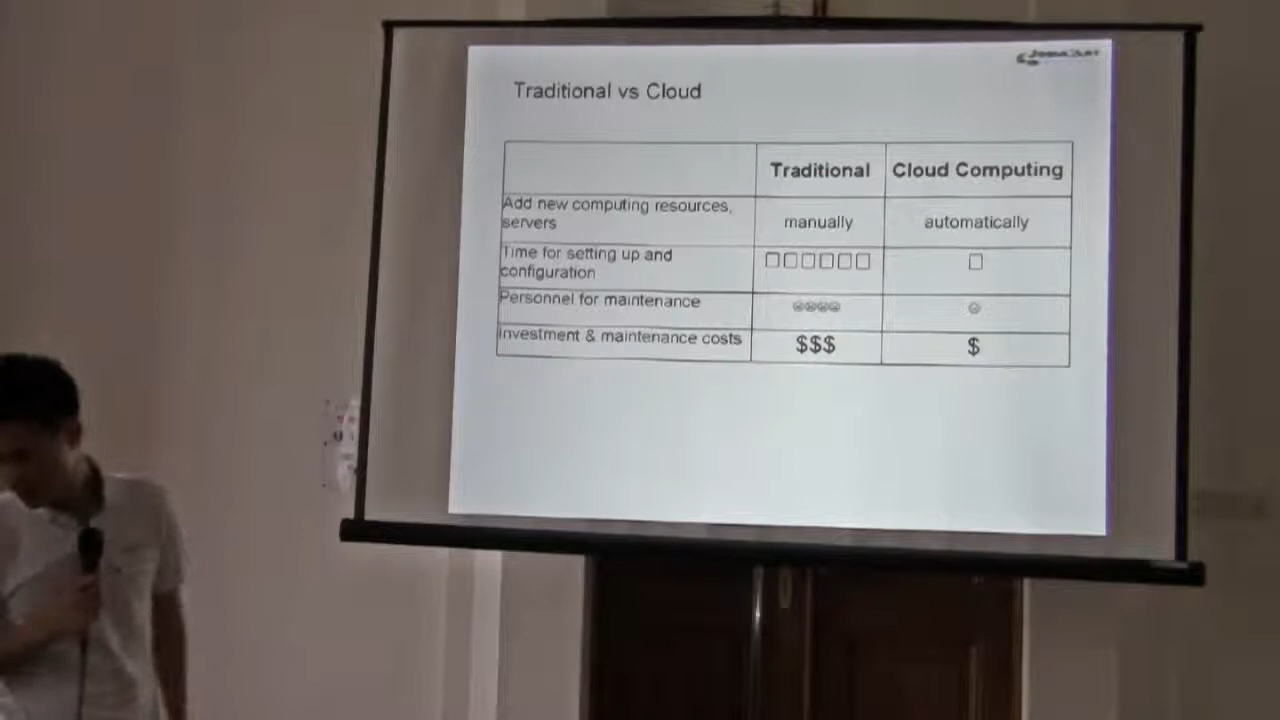 Traditional vs Cloud
Traditional
Cloud Computing
Add new computing resources,
servers
manually
automatically
Time for setting up and
configuration
□□□□□□
□
Personnel for maintenance
☺☺☺☺
☺
Investment & maintenance costs
$$$
$